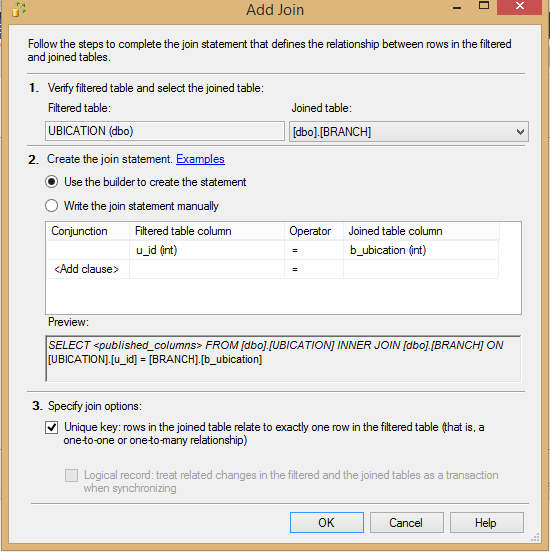 Add Join
Follow the steps to complete the join statement that defines the relationship between rows in the filtered
and joined tables.
1. Verify filtered table and select the joined table:
Filtered table: Joined table:
UBICATION (dbo) [dbo].[BRANCH]
2. Create the join statement. Examples
Use the builder to create the statement
Write the join statement manually
Conjunction Filtered table column Operator Joined table column
u_id (int) = b_ubication (int)
<Add clause> =
Preview:
SELECT <published_columns> FROM [dbo].[UBICATION] INNER JOIN [dbo].[BRANCH] ON
[UBICATION].[u_id] = [BRANCH].[b_ubication]
3. Specify join options:
Unique key: rows in the joined table relate to exactly one row in the filtered table (that is, a
one-to-one or one-to-many relationship)
Logical record: treat related changes in the filtered and the joined tables as a transaction
when synchronizing
OK Cancel Help